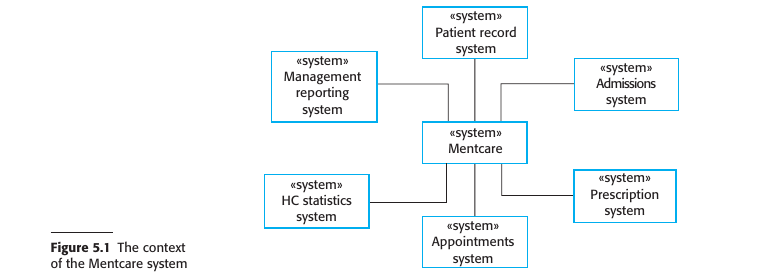 «system»
Patient record
system
«system»
Management
reporting
system
«system»
Admissions
system
«system»
Mentcare
«system»
HC statistics
system
«system»
Prescription
system
«system»
Appointments
system
Figure 5.1 The context
of the Mentcare system